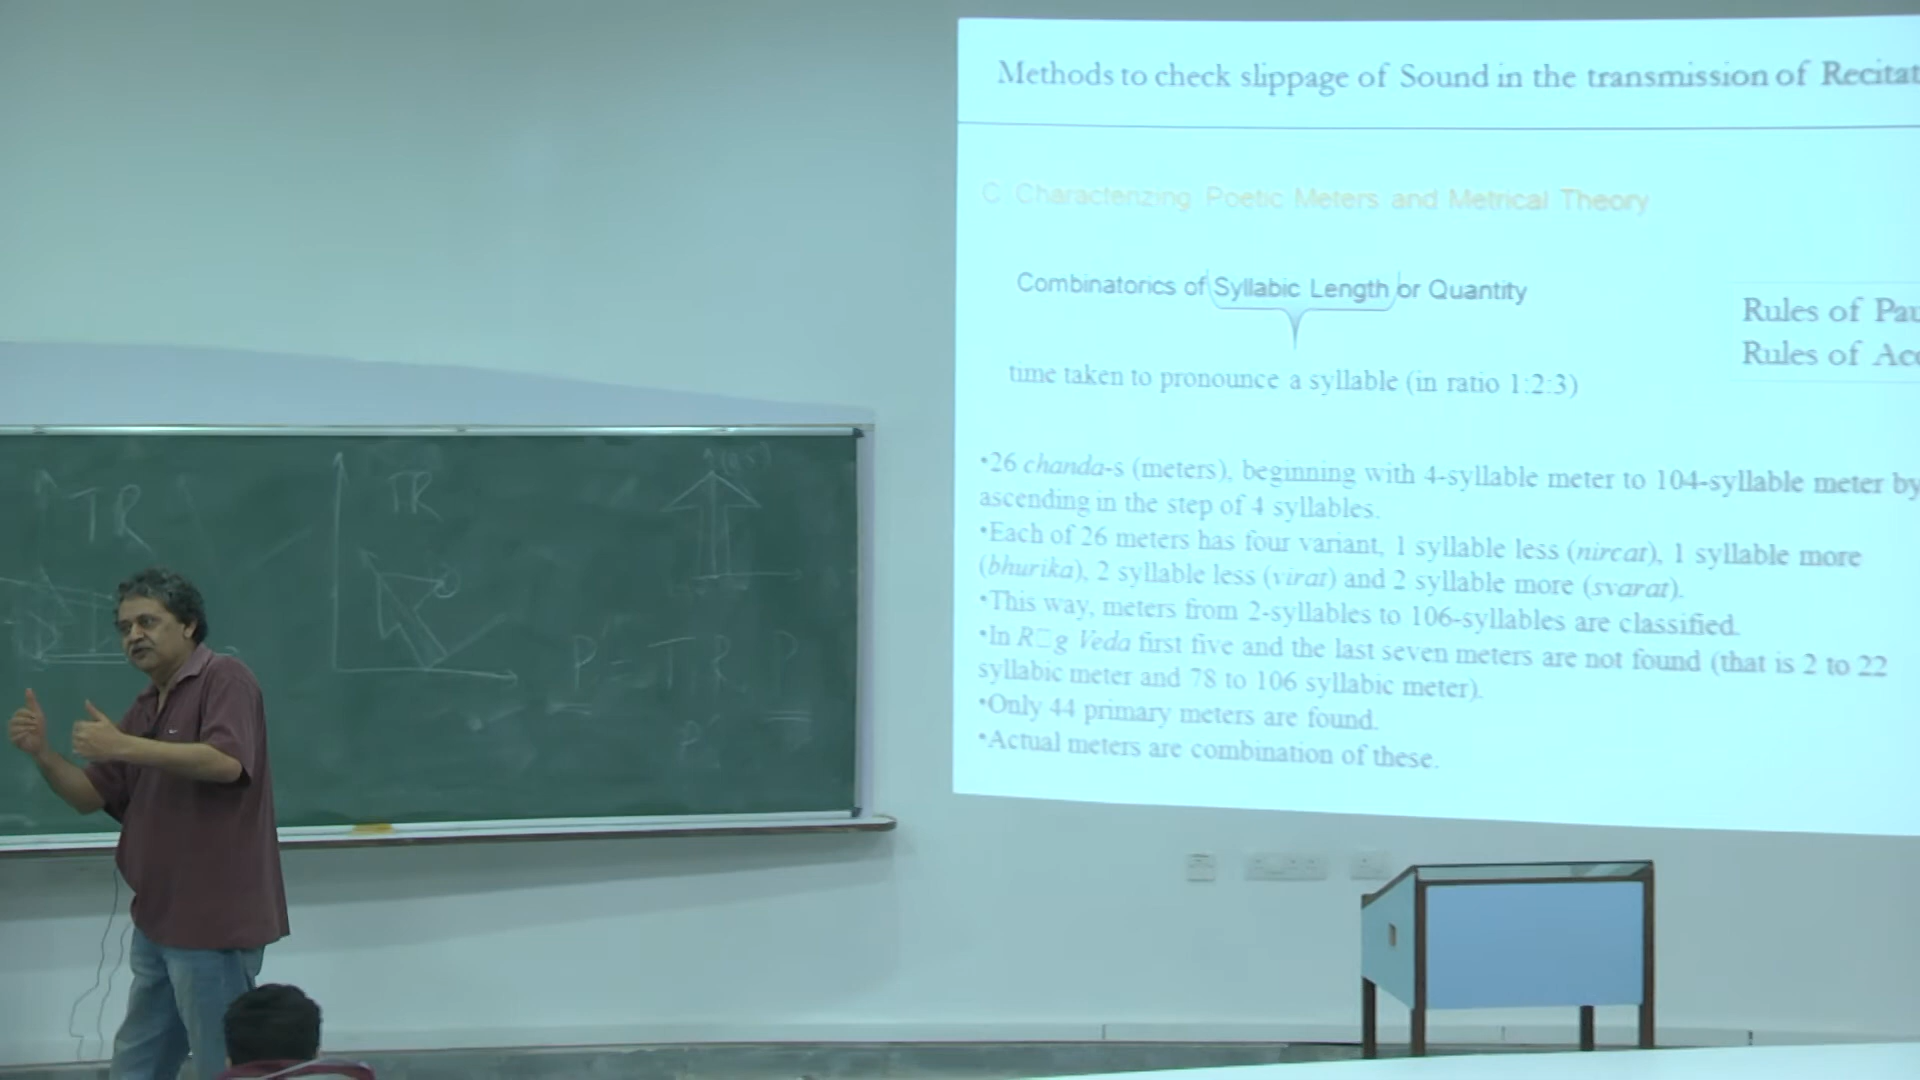 TR
TR
P = TR P
P
Methods to check slippage of Sound in the transmission of Recitat
C Characterizing Poetic Meters and Metrical Theory
Combinatorics of Syllabic Length or Quantity
time taken to pronounce a syllable (in ratio 1:2:3)
Rules of Pau
Rules of Acc
•26 chanda-s (meters), beginning with 4-syllable meter to 104-syllable meter by
ascending in the step of 4 syllables.
•Each of 26 meters has four variant, 1 syllable less (nircat), 1 syllable more
(bhurika), 2 syllable less (virat) and 2 syllable more (svarat).
•This way, meters from 2-syllables to 106-syllables are classified.
•In R□g Veda first five and the last seven meters are not found (that is 2 to 22
syllabic meter and 78 to 106 syllabic meter).
•Only 44 primary meters are found.
•Actual meters are combination of these.